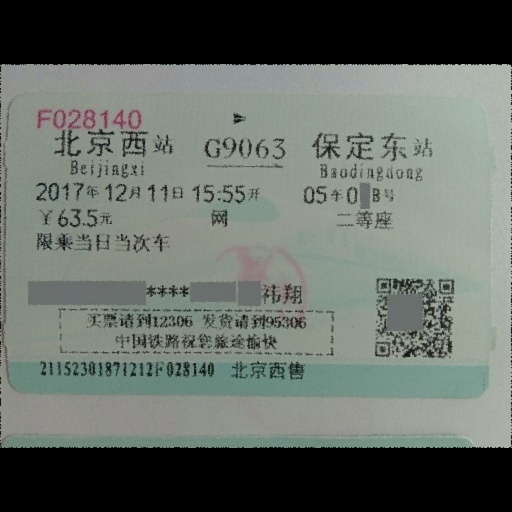 F028140
北京西站 G9063 保定东站
Beijingxi Baodingdong
2017年12月11日 15:55开 05车0 B号
￥63.5元 网 二等座
限乘当日当次车
**** 祎翔
买票请到12306 发货请到95306
中国铁路祝您旅途愉快
21152301871212F028140 北京西售